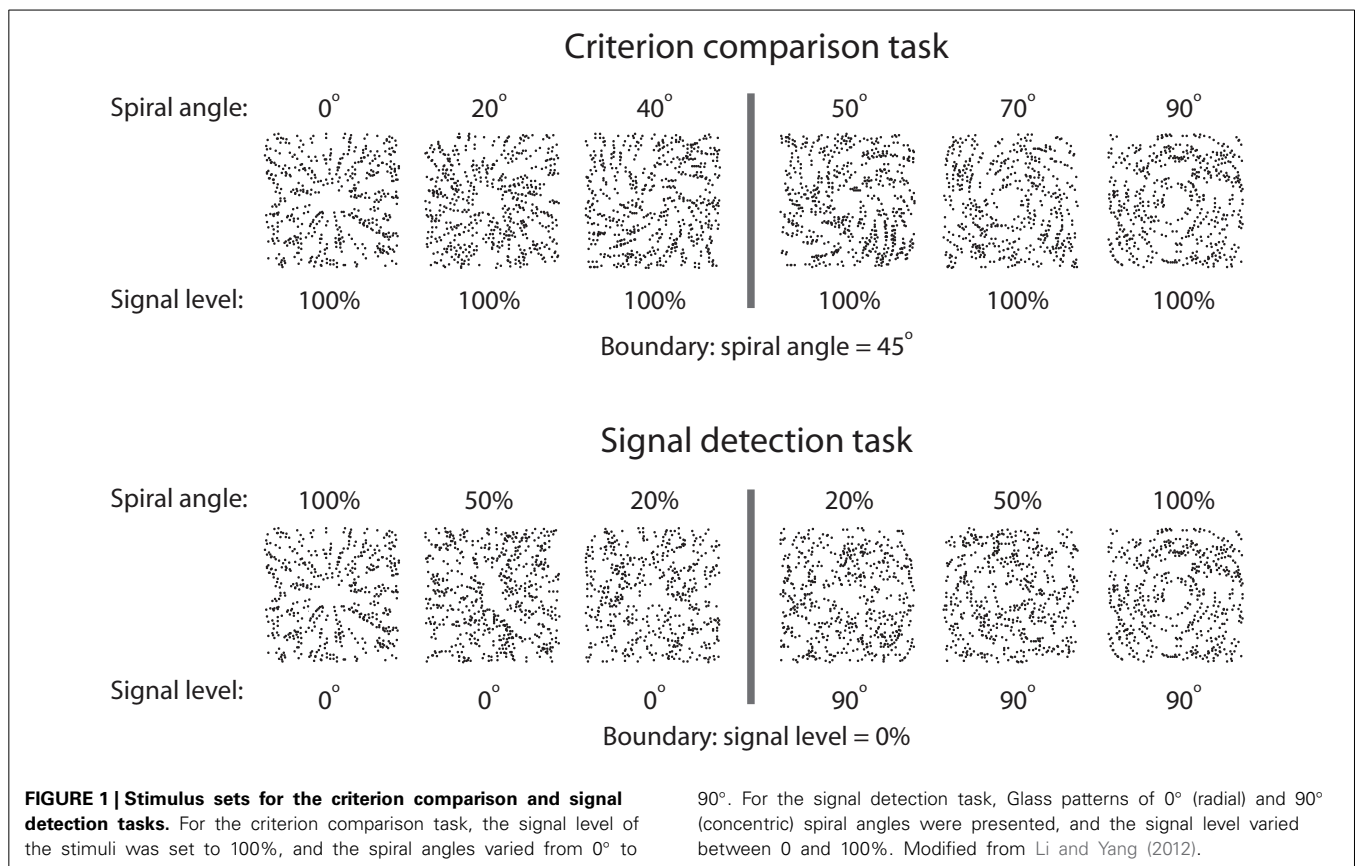 Criterion comparison task
Spiral angle: 0° 20° 40° 50° 70° 90°
Signal level: 100% 100% 100% 100% 100% 100%
Boundary: spiral angle = 45°
Signal detection task
Spiral angle: 100% 50% 20% 20% 50% 100%
Signal level: 0° 0° 0° 90° 90° 90°
Boundary: signal level = 0%
FIGURE 1 | Stimulus sets for the criterion comparison and signal
detection tasks. For the criterion comparison task, the signal level of
the stimuli was set to 100%, and the spiral angles varied from 0° to
90°. For the signal detection task, Glass patterns of 0° (radial) and 90°
(concentric) spiral angles were presented, and the signal level varied
between 0 and 100%. Modified from Li and Yang (2012).